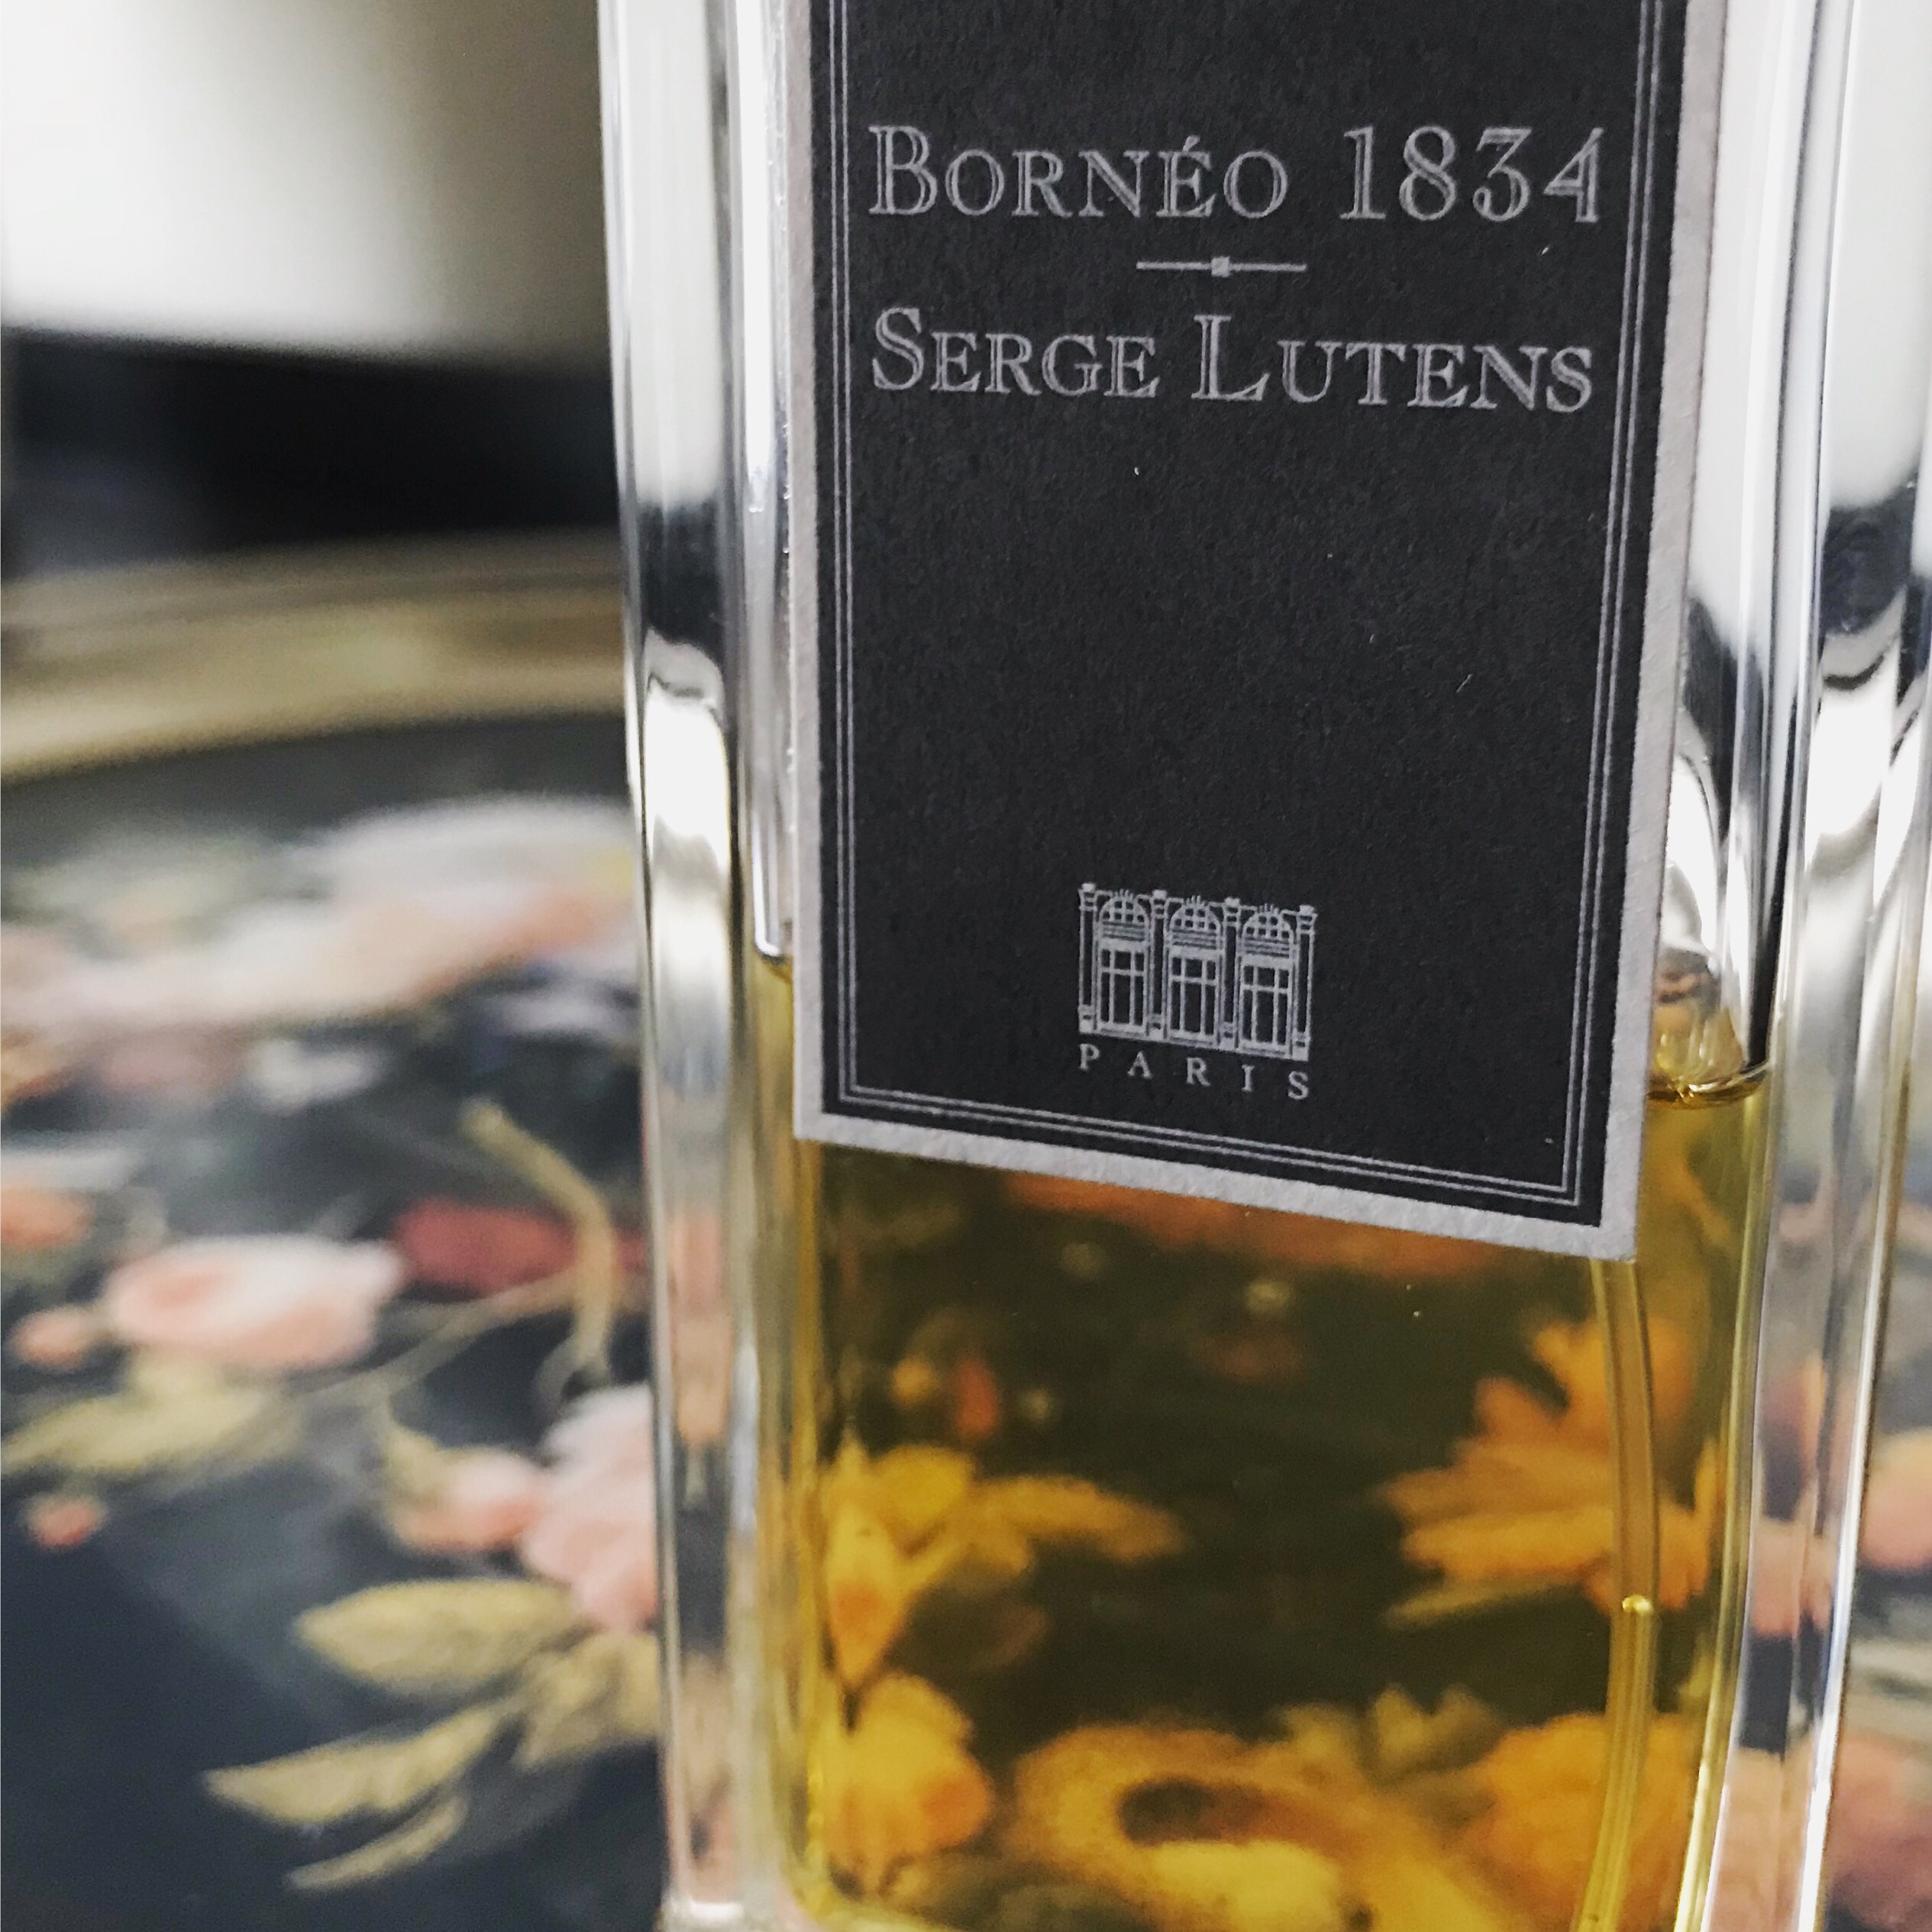 BORNÉO 1834
SERGE LUTENS
PARIS